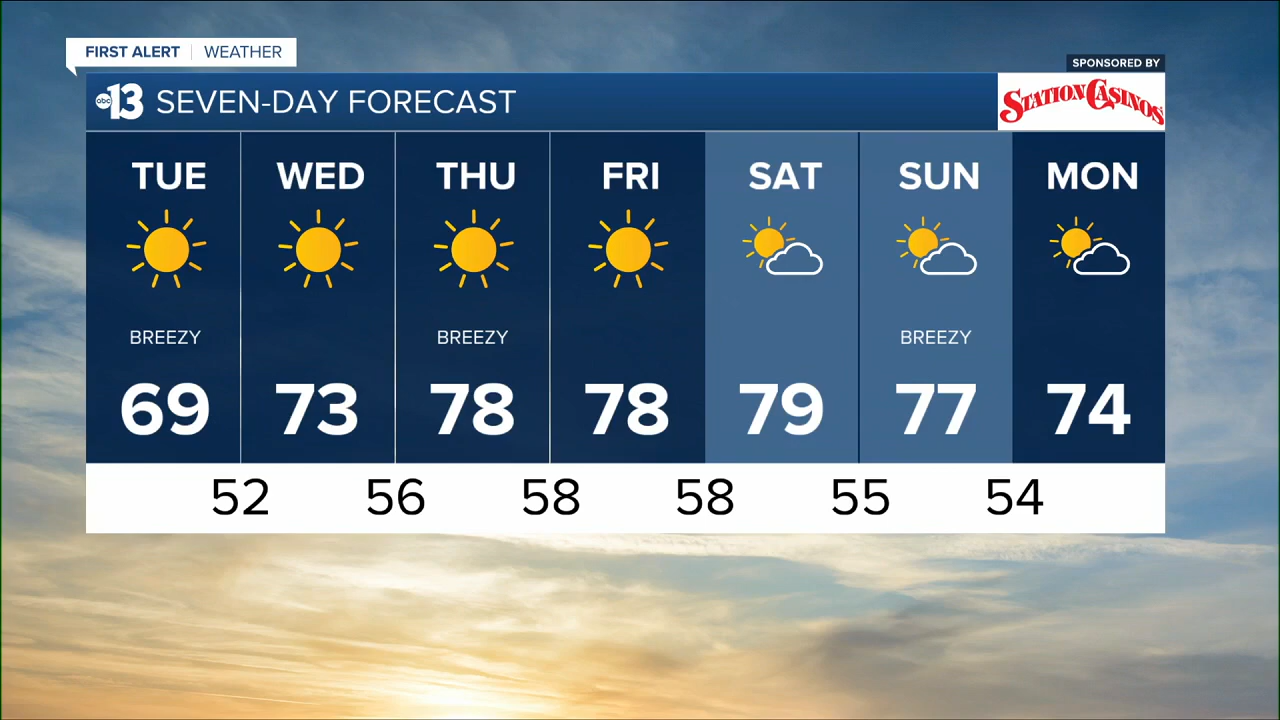 FIRST ALERT | WEATHER
SPONSORED BY
abc 13 SEVEN-DAY FORECAST
STATION CASINOS
TUE WED THU FRI SAT SUN MON
BREEZY BREEZY BREEZY
69 73 78 78 79 77 74
52 56 58 58 55 54